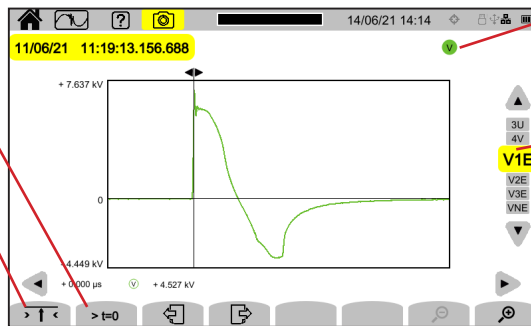 ? 14/06/21 14:14
11/06/21 11:19:13.156.688 V
+ 7.637 kV
3U
4V
V1E
V2E
V3E
VNE
0
-4.449 kV
+ 0.000 µs V + 4.527 kV
> t=0